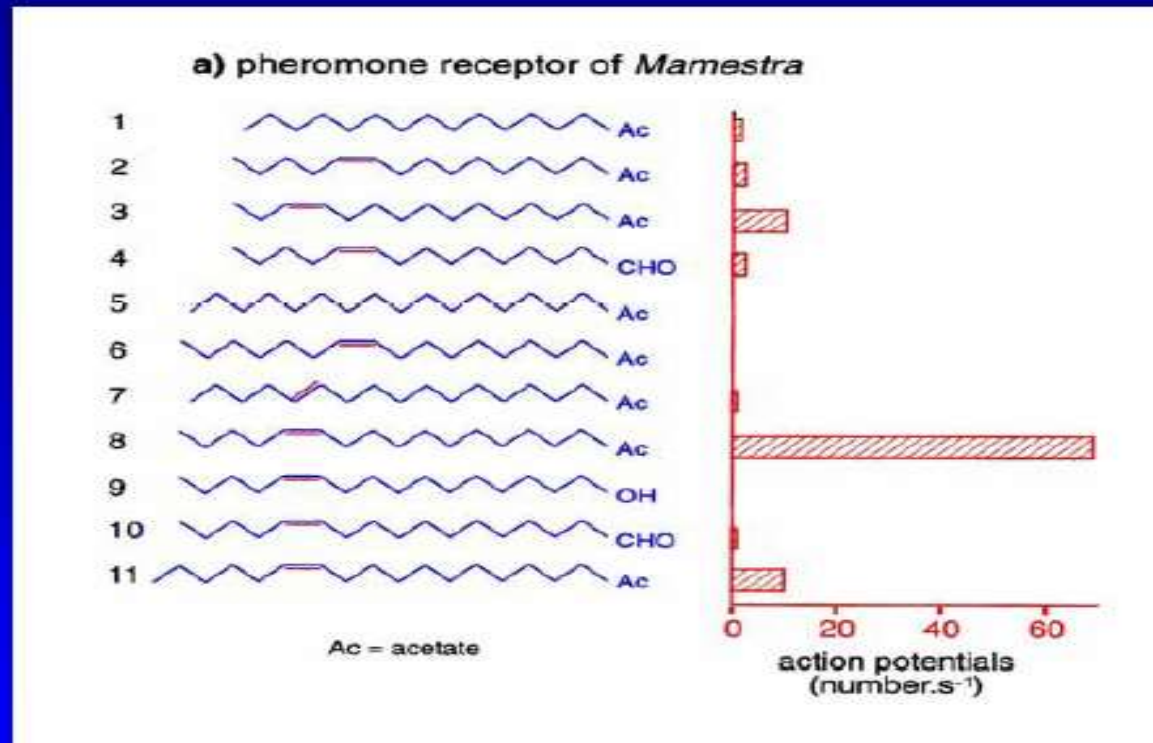 a) pheromone receptor of Mamestra
1 Ac
2 Ac
3 Ac
4 CHO
5 Ac
6 Ac
7 Ac
8 Ac
9 OH
10 CHO
11 Ac
0 20 40 60
Ac = acetate
action potentials
(number.s⁻¹)